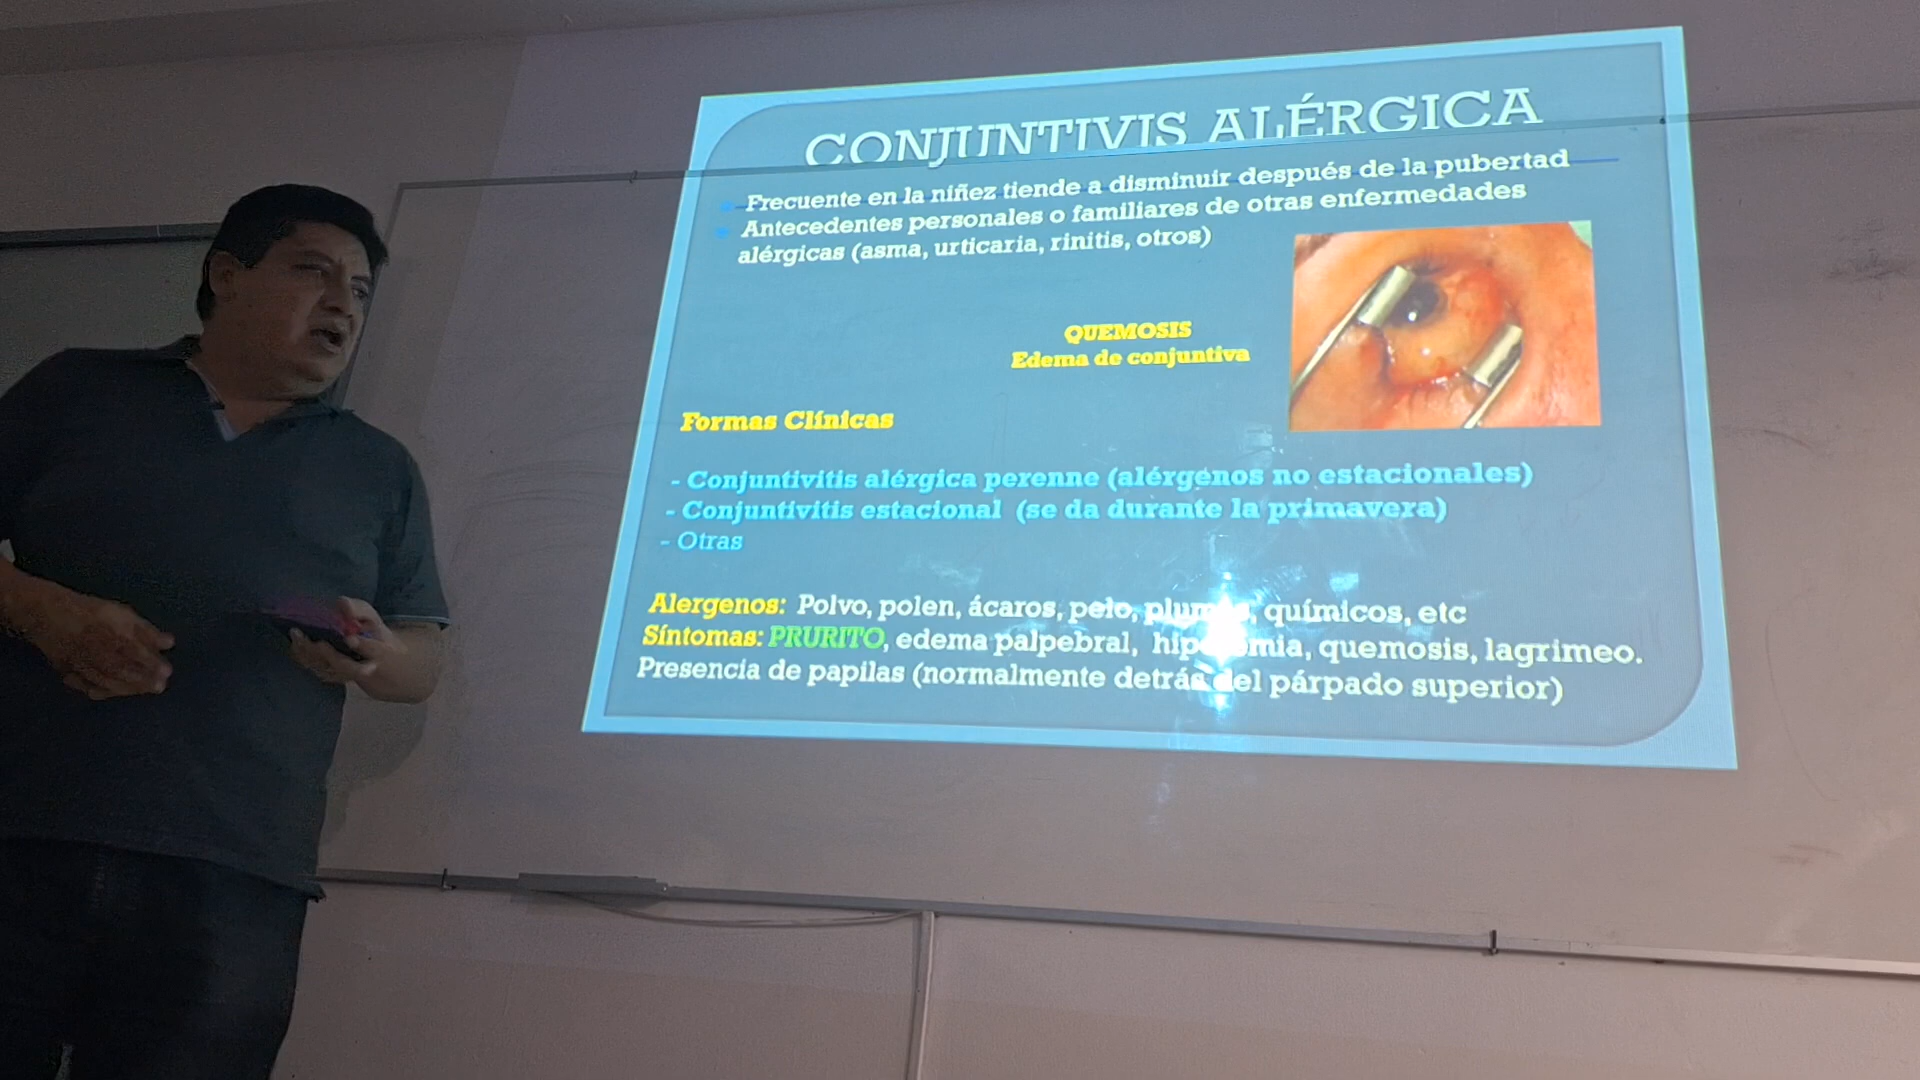 CONJUNTIVIS ALÉRGICA
Frecuente en la niñez tiende a disminuir después de la pubertad
Antecedentes personales o familiares de otras enfermedades
alérgicas (asma, urticaria, rinitis, otros)
QUEMOSIS
Edema de conjuntiva
Formas Clínicas
- Conjuntivitis alérgica perenne (alérgenos no estacionales)
- Conjuntivitis estacional (se da durante la primavera)
- Otras
Alergenos: Polvo, polen, ácaros, pelo, químicos, etc
Síntomas: PRURITO, edema palpebral, quemosis, lagrimeo.
Presencia de papilas (normalmente detrás del párpado superior)